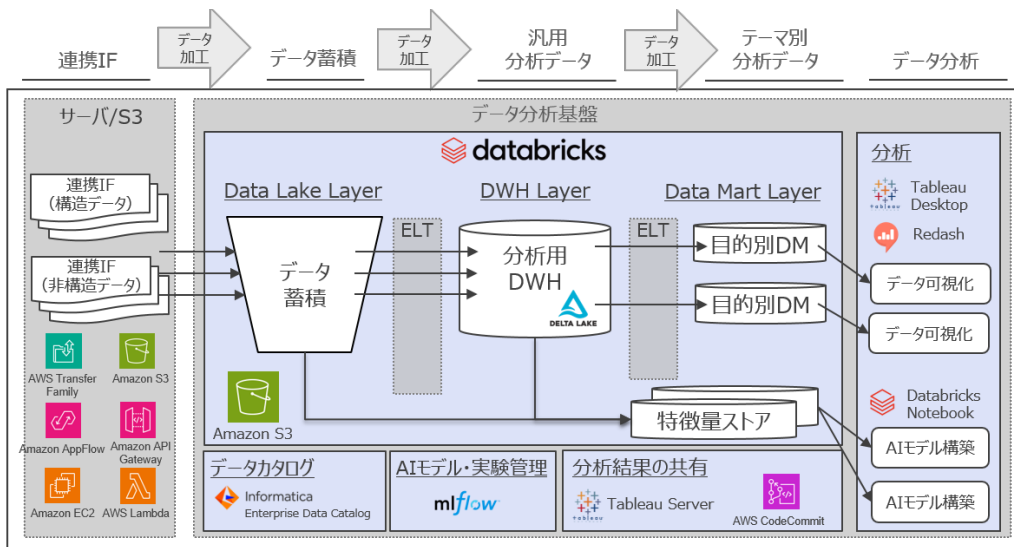 連携IF
データ
加工
データ蓄積
データ
加工
汎用
分析データ
データ
加工
テーマ別
分析データ
データ分析
サーバ/S3
連携IF
(構造データ)
連携IF
(非構造データ)
AWS Transfer
Family
Amazon S3
Amazon AppFlow
Amazon API
Gateway
Amazon EC2
AWS Lambda
データ分析基盤
databricks
Data Lake Layer
DWH Layer
Data Mart Layer
データ
蓄積
ELT
分析用
DWH
DELTA LAKE
ELT
目的別DM
目的別DM
Amazon S3
特徴量ストア
データカタログ
Informatica
Enterprise Data Catalog
AIモデル・実験管理
mlflow
分析結果の共有
tableau
Tableau Server
AWS CodeCommit
分析
tableau
Tableau
Desktop
Redash
データ可視化
データ可視化
Databricks
Notebook
AIモデル構築
AIモデル構築